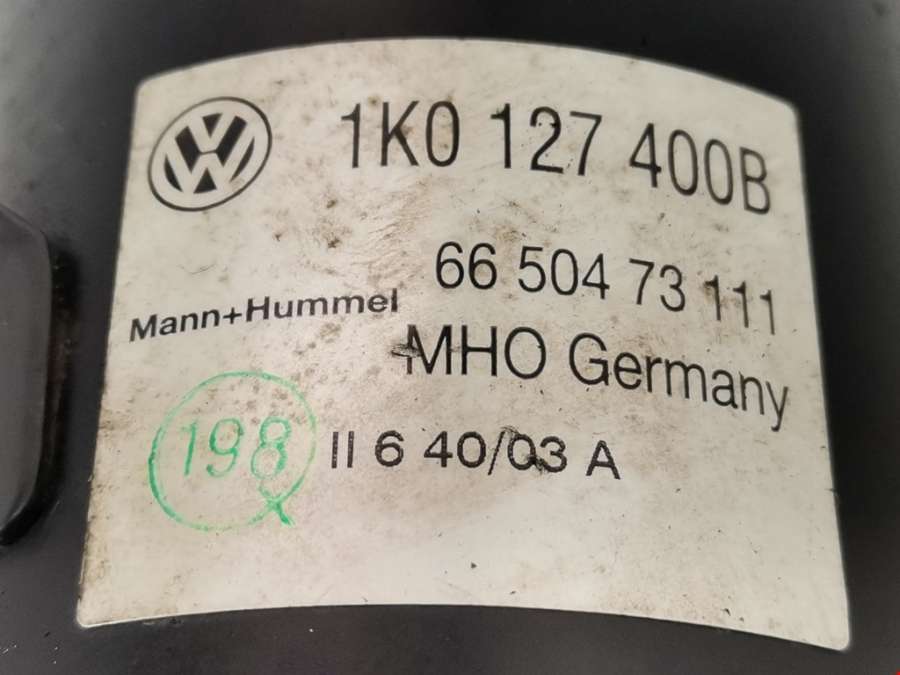 1K0 127 400B
66 504 73 111
Mann+Hummel
MHO Germany
198
II 6 40/03 A